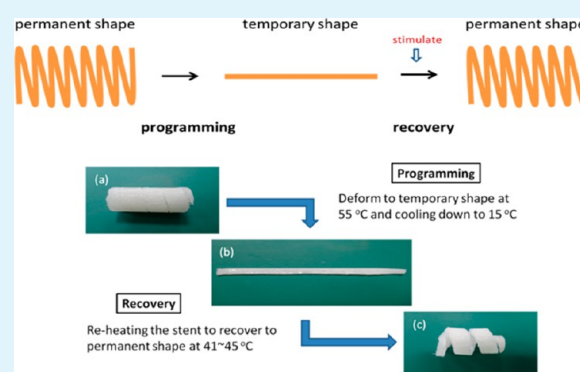 permanent shape
temporary shape
permanent shape
stimulate
programming
recovery
Programming
(a)
Deform to temporary shape at
55 °C and cooling down to 15 °C
(b)
Recovery
(c)
Re-heating the stent to recover to
permanent shape at 41~45 °C